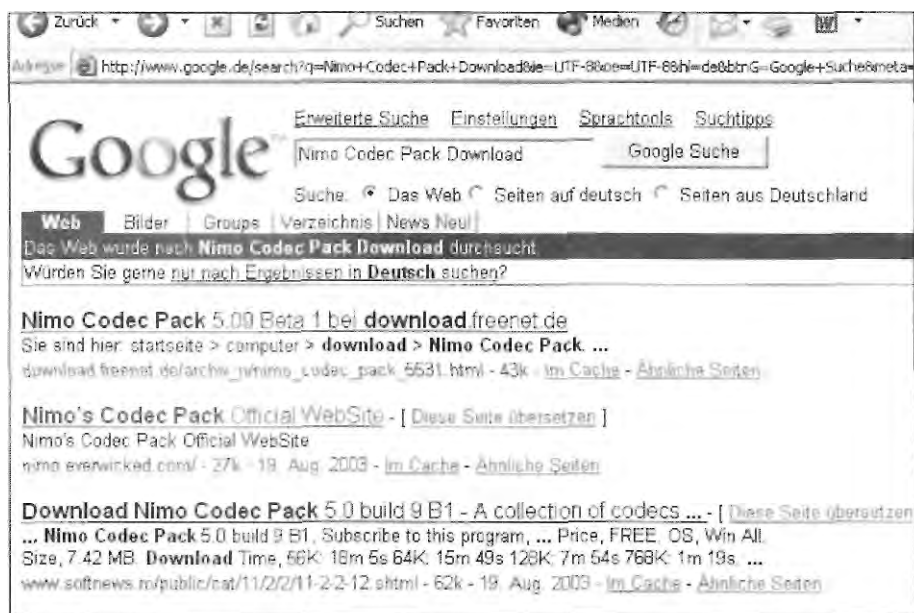 Zurück Suchen Favoriten Medien
Adresse http://www.google.de/search?q=Nimo+Codec+Pack+Download&ie=UTF-8&oe=UTF-8&hl=de&btnG=Google+Suche&meta=
Erweiterte Suche Einstellungen Sprachtools Suchtipps
Google™ Nimo Codec Pack Download Google Suche
Suche: Das Web Seiten auf deutsch Seiten aus Deutschland
Web Bilder Groups Verzeichnis News Neu!
Das Web wurde nach Nimo Codec Pack Download durchsucht
Würden Sie gerne nur nach Ergebnissen in Deutsch suchen?
Nimo Codec Pack 5.09 Beta 1 bei download.freenet.de
Sie sind hier: startseite > computer > download > Nimo Codec Pack. ...
download.freenet.de/archiv_n/nimo_codec_pack_5531.html - 43k - Im Cache - Ähnliche Seiten
Nimo's Codec Pack Official WebSite - [ Diese Seite übersetzen ]
Nimo's Codec Pack Official WebSite
nimo.everwicked.com/ - 27k - 19. Aug. 2003 - Im Cache - Ähnliche Seiten
Download Nimo Codec Pack 5.0 build 9 B1 - A collection of codecs ... - [ Diese Seite übersetzen
... Nimo Codec Pack 5.0 build 9 B1, Subscribe to this program, ... Price, FREE. OS, Win All.
Size, 7.42 MB. Download Time, 56K: 18m 5s 64K: 15m 49s 128K: 7m 54s 768K: 1m 19s. ...
www.softnews.ro/public/cat/11/2/2/11-2-2-12.shtml - 62k - 19. Aug. 2003 - Im Cache - Ähnliche Seiten